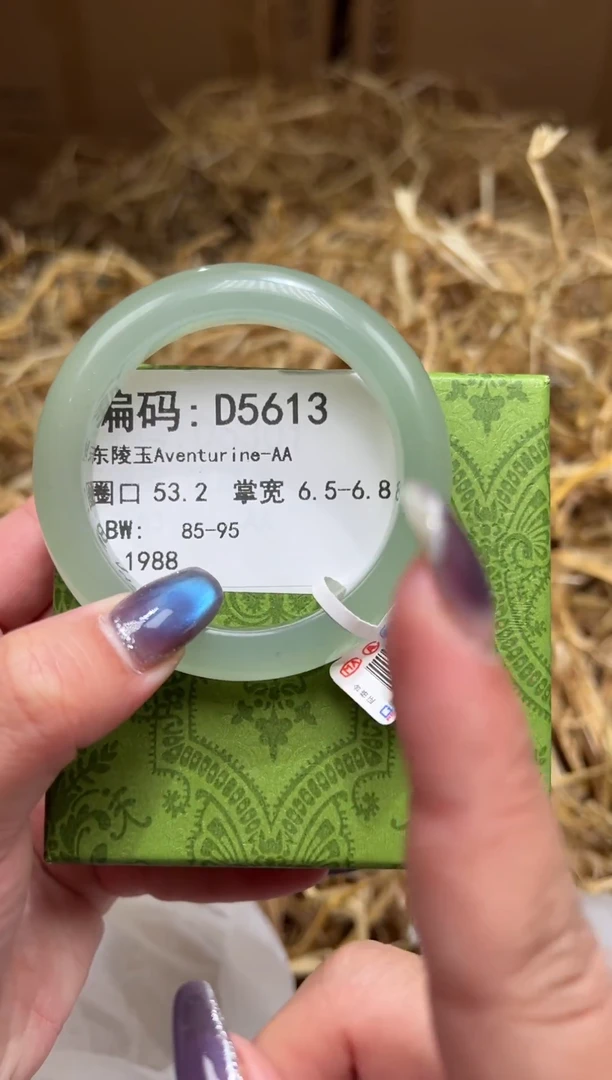 编码: D5613
东陵玉Aventurine-AA
圈口 53.2 掌宽 6.5-6.8
BW: 85-95
1988